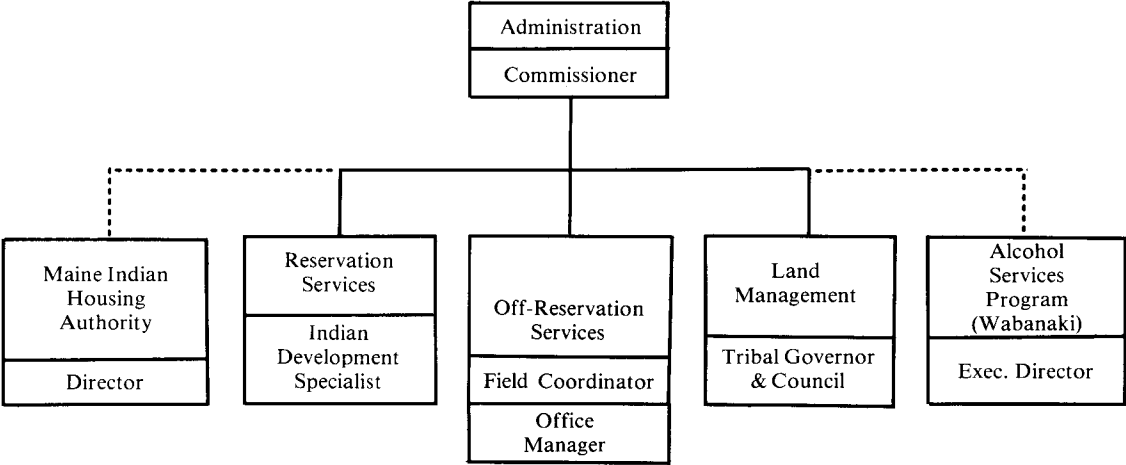 Administration
Commissioner
Maine Indian
Housing
Authority
Director
Reservation
Services
Indian
Development
Specialist
Off-Reservation
Services
Field Coordinator
Office
Manager
Land
Management
Tribal Governor
& Council
Alcohol
Services
Program
(Wabanaki)
Exec. Director